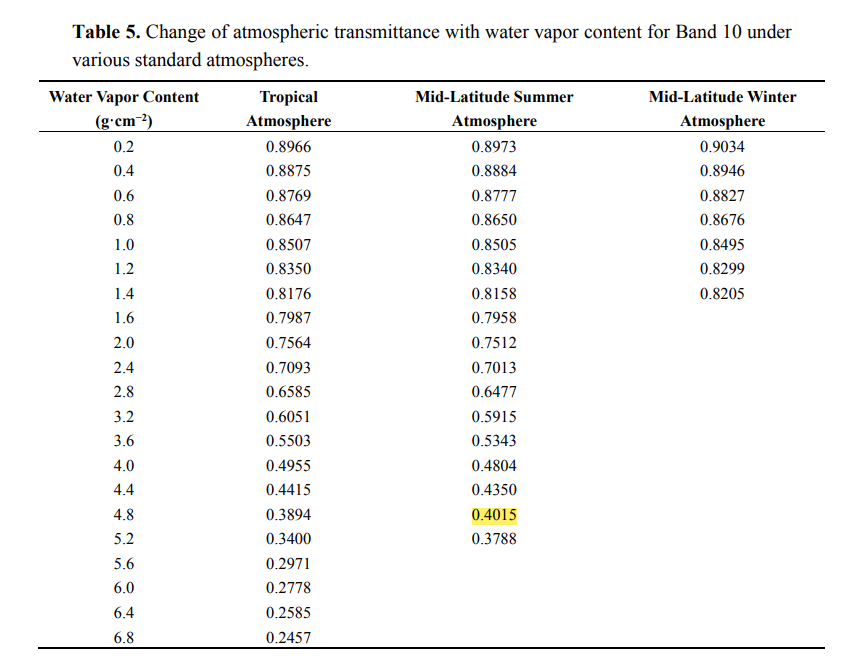 Table 5. Change of atmospheric transmittance with water vapor content for Band 10 under
various standard atmospheres.
Water Vapor Content Tropical Mid-Latitude Summer Mid-Latitude Winter
(g·cm⁻²) Atmosphere Atmosphere Atmosphere
0.2 0.8966 0.8973 0.9034
0.4 0.8875 0.8884 0.8946
0.6 0.8769 0.8777 0.8827
0.8 0.8647 0.8650 0.8676
1.0 0.8507 0.8505 0.8495
1.2 0.8350 0.8340 0.8299
1.4 0.8176 0.8158 0.8205
1.6 0.7987 0.7958
2.0 0.7564 0.7512
2.4 0.7093 0.7013
2.8 0.6585 0.6477
3.2 0.6051 0.5915
3.6 0.5503 0.5343
4.0 0.4955 0.4804
4.4 0.4415 0.4350
4.8 0.3894 0.4015
5.2 0.3400 0.3788
5.6 0.2971
6.0 0.2778
6.4 0.2585
6.8 0.2457